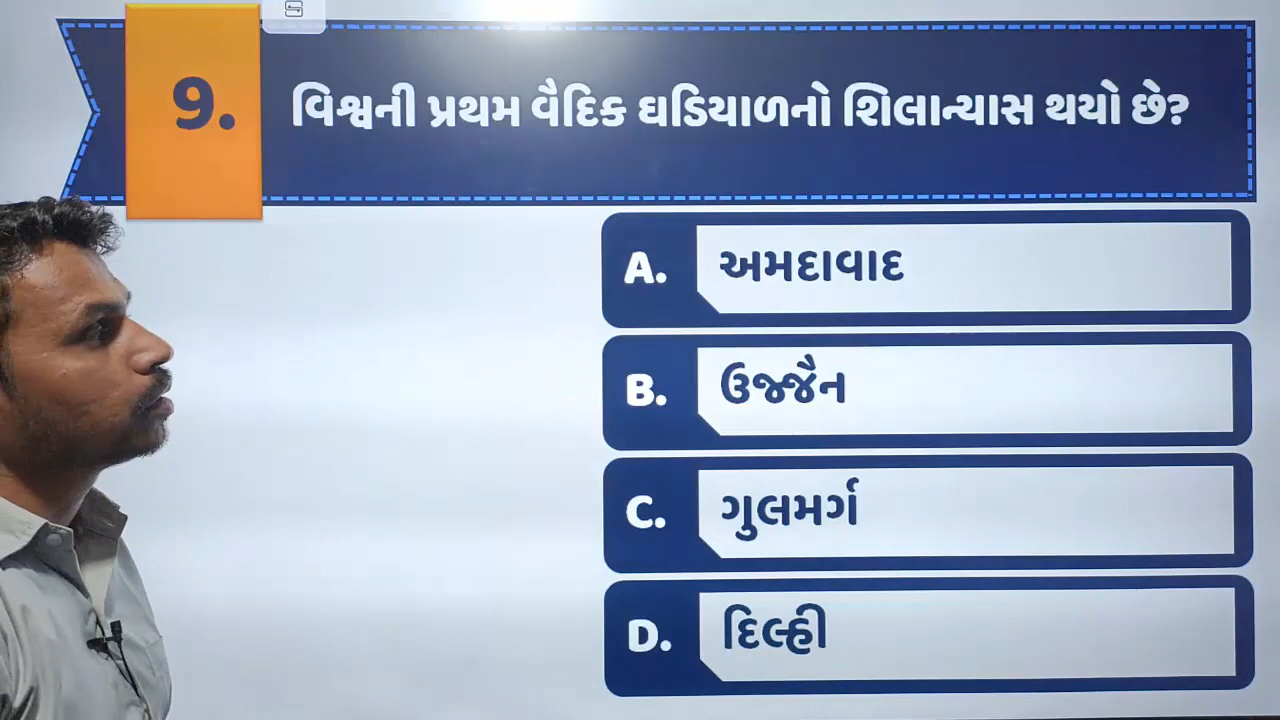 9.
વિશ્વની પ્રથમ વૈદિક ઘડિયાળનો શિલાન્યાસ થયો છે?
A. અમદાવાદ
B. ઉજ્જૈન
C. ગુલમર્ગ
D. દિલ્હી